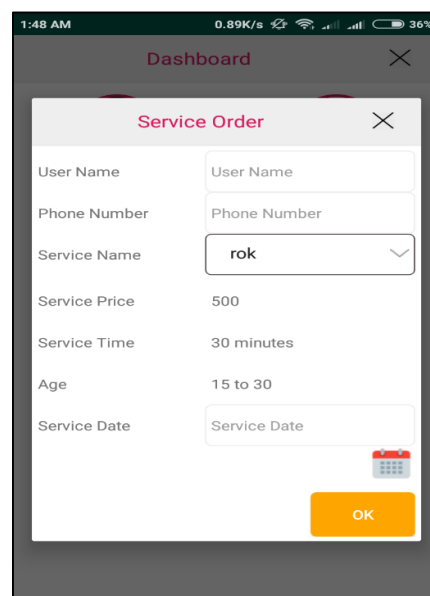 1:48 AM 0.89K/s 36%
Dashboard
Service Order
User Name User Name
Phone Number Phone Number
Service Name rok
Service Price 500
Service Time 30 minutes
Age 15 to 30
Service Date Service Date
OK